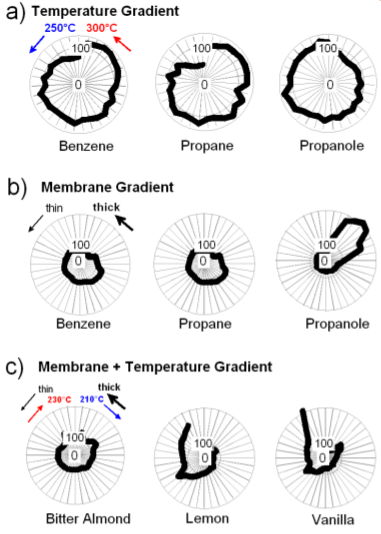 a) Temperature Gradient
250°C 300°C
100 100 100
0 0 0
Benzene Propane Propanole
b) Membrane Gradient
thin thick
100 100 100
0 0 0
Benzene Propane Propanole
c) Membrane + Temperature Gradient
thin thick
230°C 210°C
100 100 100
0 0 0
Bitter Almond Lemon Vanilla